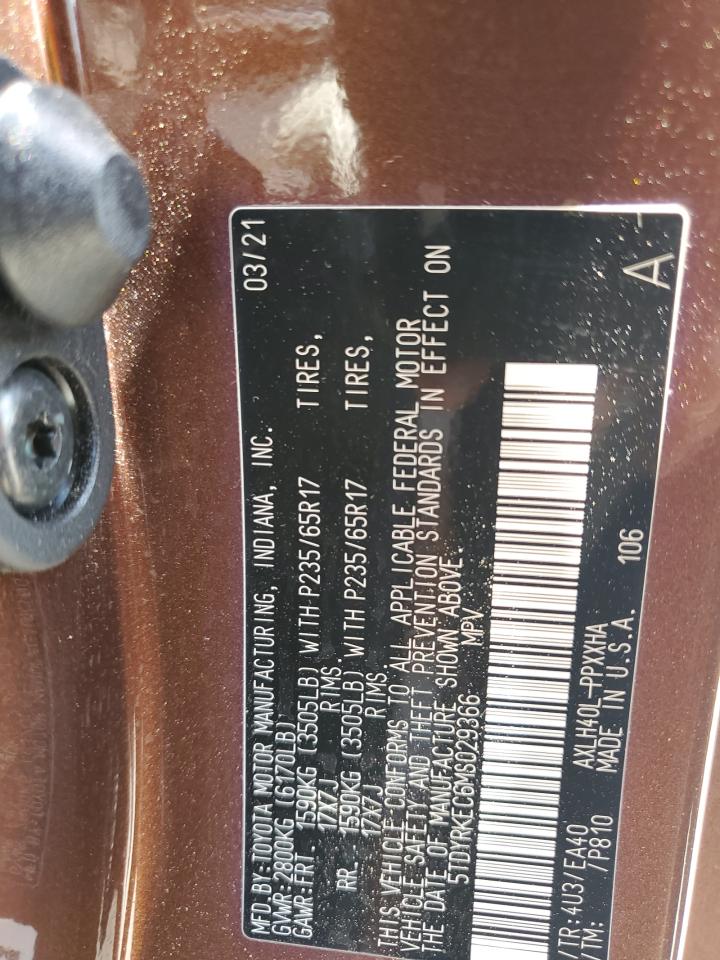 MFD.BY:TOYOTA MOTOR MANUFACTURING, INDIANA, INC. 03/21
GVWR:2800KG (6170LB)
GAWR:FRT. 1590KG (3505LB) WITH P235/65R17 TIRES,
17X7J RIMS.
RR. 1590KG (3505LB) WITH P235/65R17 TIRES,
17X7J RIMS.
THIS VEHICLE CONFORMS TO ALL APPLICABLE FEDERAL MOTOR
VEHICLE SAFETY AND THEFT PREVENTION STANDARDS IN EFFECT ON
THE DATE OF MANUFACTURE SHOWN ABOVE.
5TDYRKEC6MS029366 MPV
/TR:4U3/EA40 AXLH40L-PPXXHA
/TM: /P810 MADE IN U.S.A. 106 A